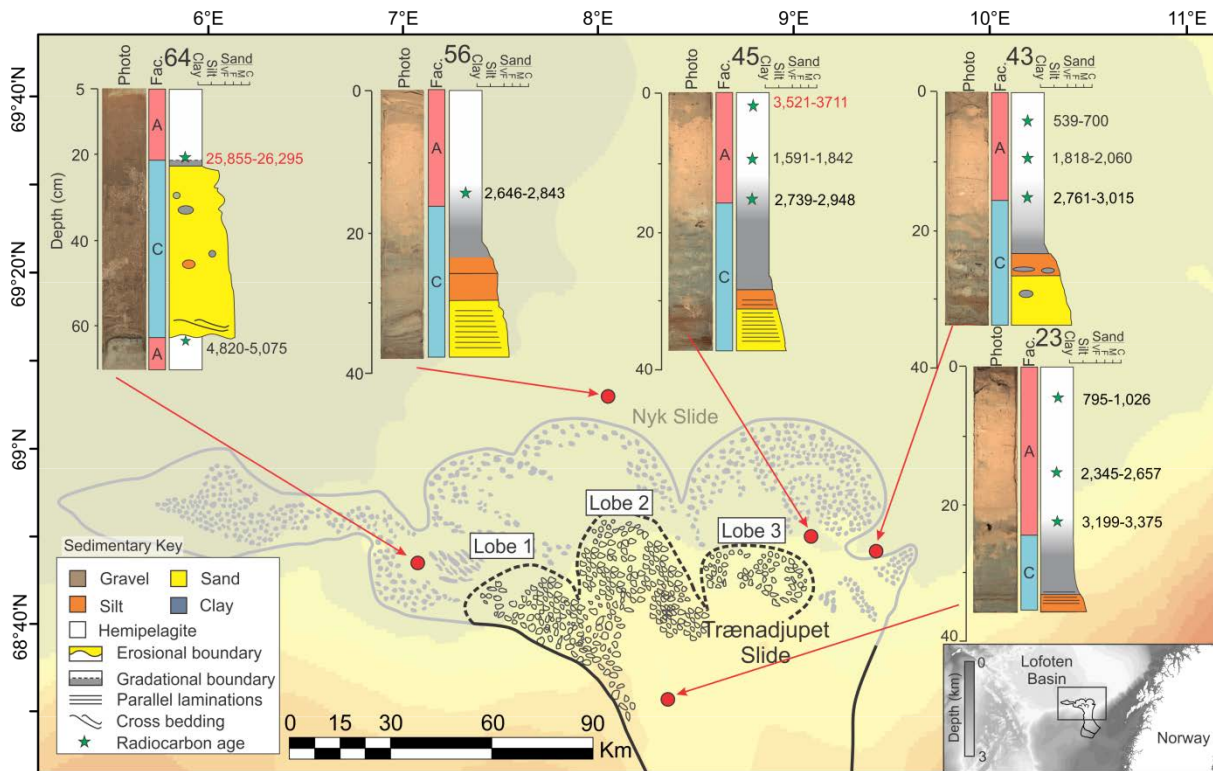 6°E
7°E
8°E
9°E
10°E
11°E
69°40'N
69°20'N
69°N
68°40'N
Photo
Fac.
64
Clay
Silt
Sand
VF
F
M
C
5
20
40
60
Depth (cm)
A
C
A
25,855-26,295
4,820-5,075
Photo
Fac.
56
Clay
Silt
Sand
VF
F
M
C
0
20
40
A
C
2,646-2,843
Photo
Fac.
45
Clay
Silt
Sand
VF
F
M
C
0
20
40
A
C
3,521-3711
1,591-1,842
2,739-2,948
Photo
Fac.
43
Clay
Silt
Sand
VF
F
M
C
0
20
40
A
C
539-700
1,818-2,060
2,761-3,015
Photo
Fac.
23
Clay
Silt
Sand
VF
F
M
C
0
20
40
A
C
795-1,026
2,345-2,657
3,199-3,375
Nyk Slide
Lobe 1
Lobe 2
Lobe 3
Trænadjupet
Slide
Sedimentary Key
Gravel
Sand
Silt
Clay
Hemipelagite
Erosional boundary
Gradational boundary
Parallel laminations
Cross bedding
Radiocarbon age
0 15 30 60 90
Km
Depth (km)
0
3
Lofoten
Basin
Norway